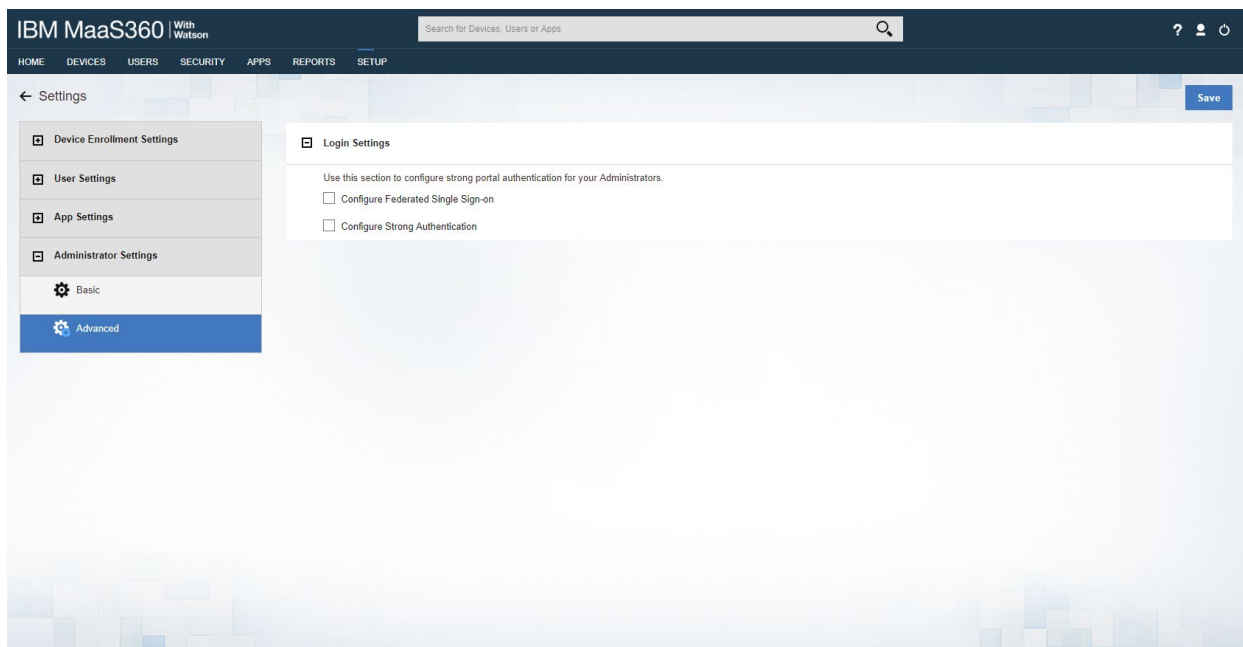 IBM MaaS360 With Watson
Search for Devices, Users or Apps
?
HOME DEVICES USERS SECURITY APPS REPORTS SETUP
← Settings
Save
Device Enrollment Settings
User Settings
App Settings
Administrator Settings
Basic
Advanced
Login Settings
Use this section to configure strong portal authentication for your Administrators.
Configure Federated Single Sign-on
Configure Strong Authentication